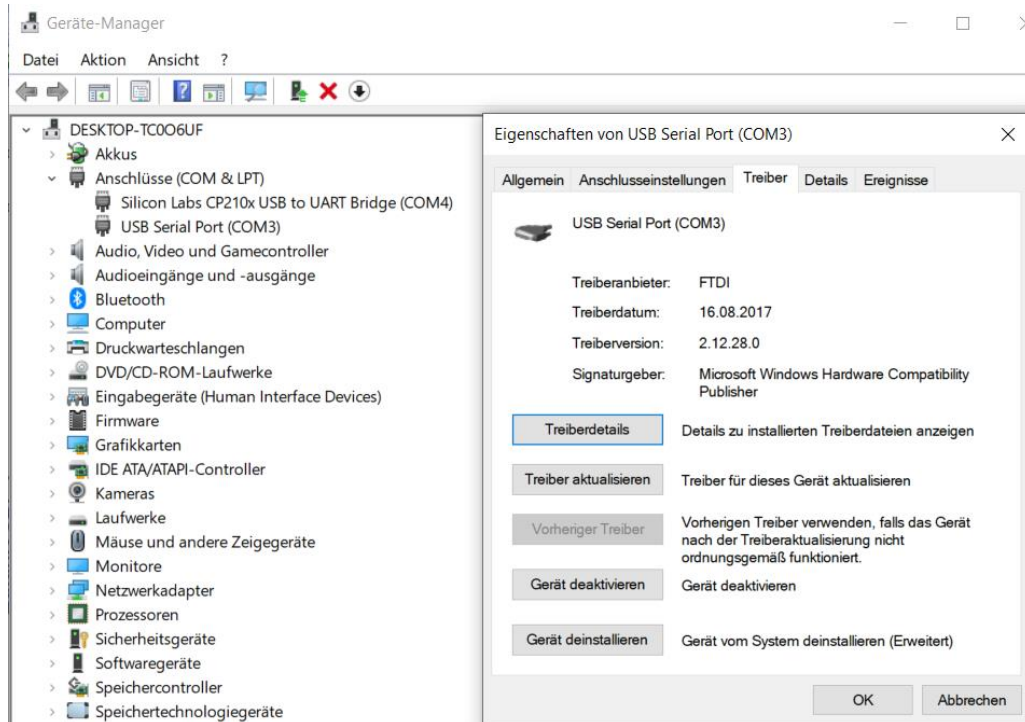 Geräte-Manager
Datei Aktion Ansicht ?
DESKTOP-TC0O6UF
Akkus
Anschlüsse (COM & LPT)
Silicon Labs CP210x USB to UART Bridge (COM4)
USB Serial Port (COM3)
Audio, Video und Gamecontroller
Audioeingänge und -ausgänge
Bluetooth
Computer
Druckwarteschlangen
DVD/CD-ROM-Laufwerke
Eingabegeräte (Human Interface Devices)
Firmware
Grafikkarten
IDE ATA/ATAPI-Controller
Kameras
Laufwerke
Mäuse und andere Zeigegeräte
Monitore
Netzwerkadapter
Prozessoren
Sicherheitsgeräte
Softwaregeräte
Speichercontroller
Speichertechnologiegeräte
Eigenschaften von USB Serial Port (COM3)
Allgemein Anschlusseinstellungen Treiber Details Ereignisse
USB Serial Port (COM3)
Treiberanbieter: FTDI
Treiberdatum: 16.08.2017
Treiberversion: 2.12.28.0
Signaturgeber: Microsoft Windows Hardware Compatibility
Publisher
Treiberdetails Details zu installierten Treiberdateien anzeigen
Treiber aktualisieren Treiber für dieses Gerät aktualisieren
Vorheriger Treiber Vorherigen Treiber verwenden, falls das Gerät
nach der Treiberaktualisierung nicht
ordnungsgemäß funktioniert.
Gerät deaktivieren Gerät deaktivieren
Gerät deinstallieren Gerät vom System deinstallieren (Erweitert)
OK Abbrechen